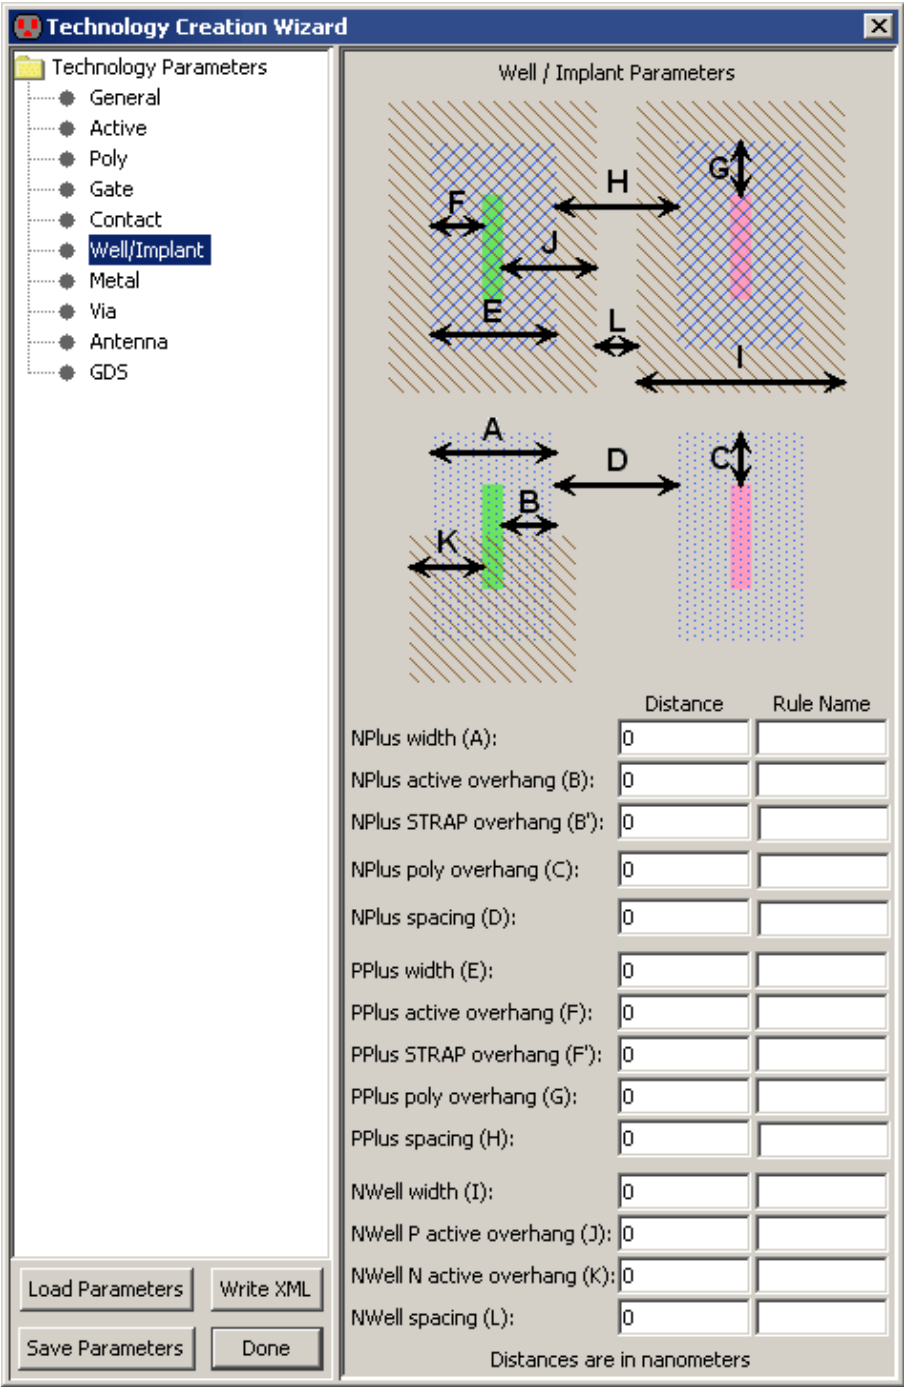 Technology Creation Wizard
Technology Parameters
General
Active
Poly
Gate
Contact
Well/Implant
Metal
Via
Antenna
GDS
Load Parameters
Write XML
Save Parameters
Done
Well / Implant Parameters
G
H
F
J
E
L
I
A
D
C
B
K
Distance Rule Name
NPlus width (A): 0
NPlus active overhang (B): 0
NPlus STRAP overhang (B'): 0
NPlus poly overhang (C): 0
NPlus spacing (D): 0
PPlus width (E): 0
PPlus active overhang (F): 0
PPlus STRAP overhang (F'): 0
PPlus poly overhang (G): 0
PPlus spacing (H): 0
NWell width (I): 0
NWell P active overhang (J): 0
NWell N active overhang (K): 0
NWell spacing (L): 0
Distances are in nanometers